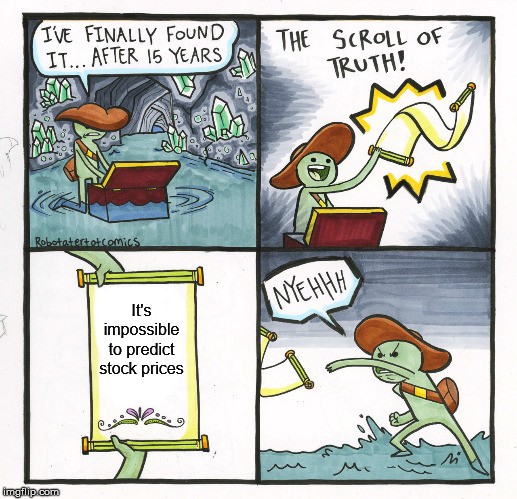 I'VE FINALLY FOUND
IT... AFTER 15 YEARS
THE SCROLL OF
TRUTH!
Robotatertotcomics
It's
impossible
to predict
stock prices
NYEHHH
imgflip.com